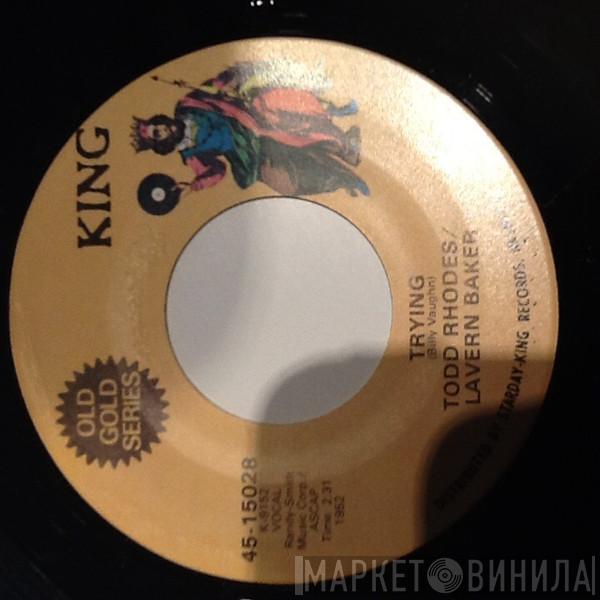 KING
OLD
GOLD
SERIES
45-15028
K-9152
VOCAL
Randy-Smith
Music Corp./
ASCAP
Time: 2:31
1952
TRYING
(Billy Vaughn)
TODD RHODES/
LAVERN BAKER
DISTRIBUTED BY STARDAY-KING RECORDS,
МАРКЕТ ВИНИЛА